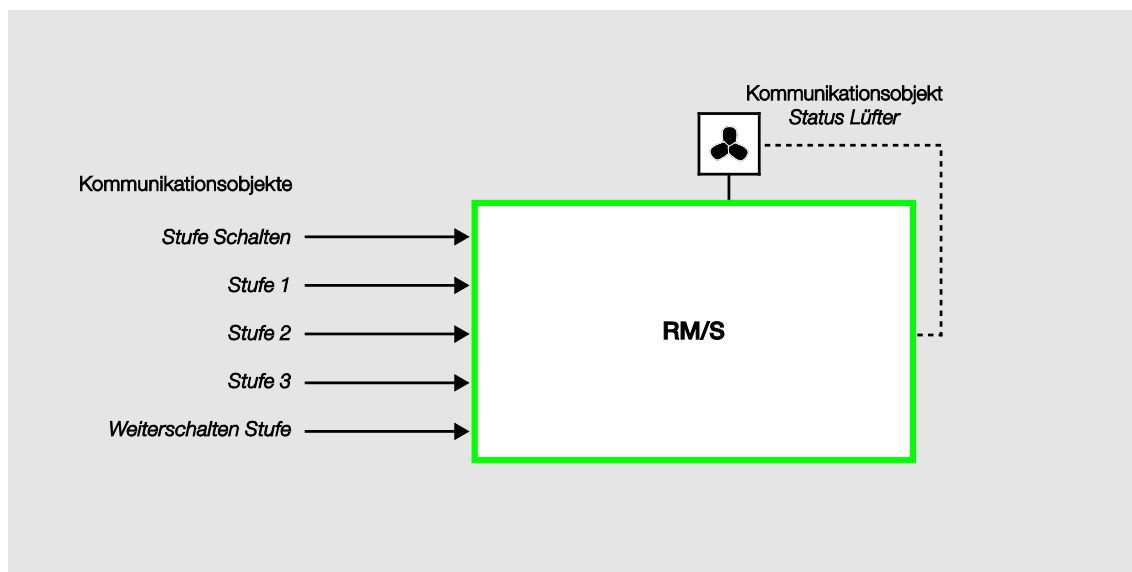 Kommunikationsobjekt
Status Lüfter
Kommunikationsobjekte
Stufe Schalten
Stufe 1
Stufe 2
RM/S
Stufe 3
Weiterschalten Stufe